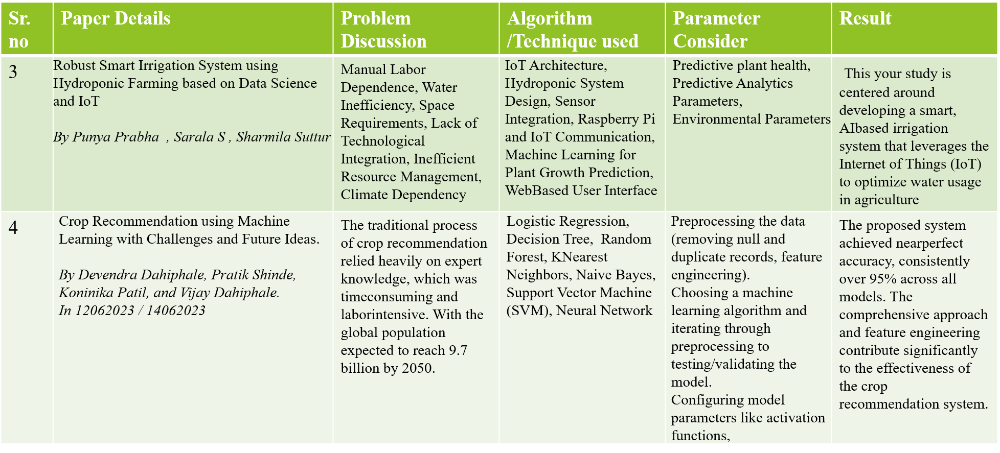 Sr.
no
Paper Details
Problem
Discussion
Algorithm
/Technique used
Parameter
Consider
Result
3
Robust Smart Irrigation System using
Hydroponic Farming based on Data Science
and IoT
By Punya Prabha , Sarala S , Sharmila Suttur
Manual Labor
Dependence, Water
Inefficiency, Space
Requirements, Lack of
Technological
Integration, Inefficient
Resource Management,
Climate Dependency
IoT Architecture,
Hydroponic System
Design, Sensor
Integration, Raspberry Pi
and IoT Communication,
Machine Learning for
Plant Growth Prediction,
WebBased User Interface
Predictive plant health,
Predictive Analytics
Parameters,
Environmental Parameters
This your study is
centered around
developing a smart,
AIbased irrigation
system that leverages the
Internet of Things (IoT)
to optimize water usage
in agriculture
4
Crop Recommendation using Machine
Learning with Challenges and Future Ideas.
By Devendra Dahiphale, Pratik Shinde,
Koninika Patil, and Vijay Dahiphale.
In 12062023 / 14062023
The traditional process
of crop recommendation
relied heavily on expert
knowledge, which was
timeconsuming and
laborintensive. With the
global population
expected to reach 9.7
billion by 2050.
Logistic Regression,
Decision Tree, Random
Forest, KNearest
Neighbors, Naive Bayes,
Support Vector Machine
(SVM), Neural Network
Preprocessing the data
(removing null and
duplicate records, feature
engineering).
Choosing a machine
learning algorithm and
iterating through
preprocessing to
testing/validating the
model.
Configuring model
parameters like activation
functions,
The proposed system
achieved nearperfect
accuracy, consistently
over 95% across all
models. The
comprehensive approach
and feature engineering
contribute significantly
to the effectiveness of
the crop
recommendation system.